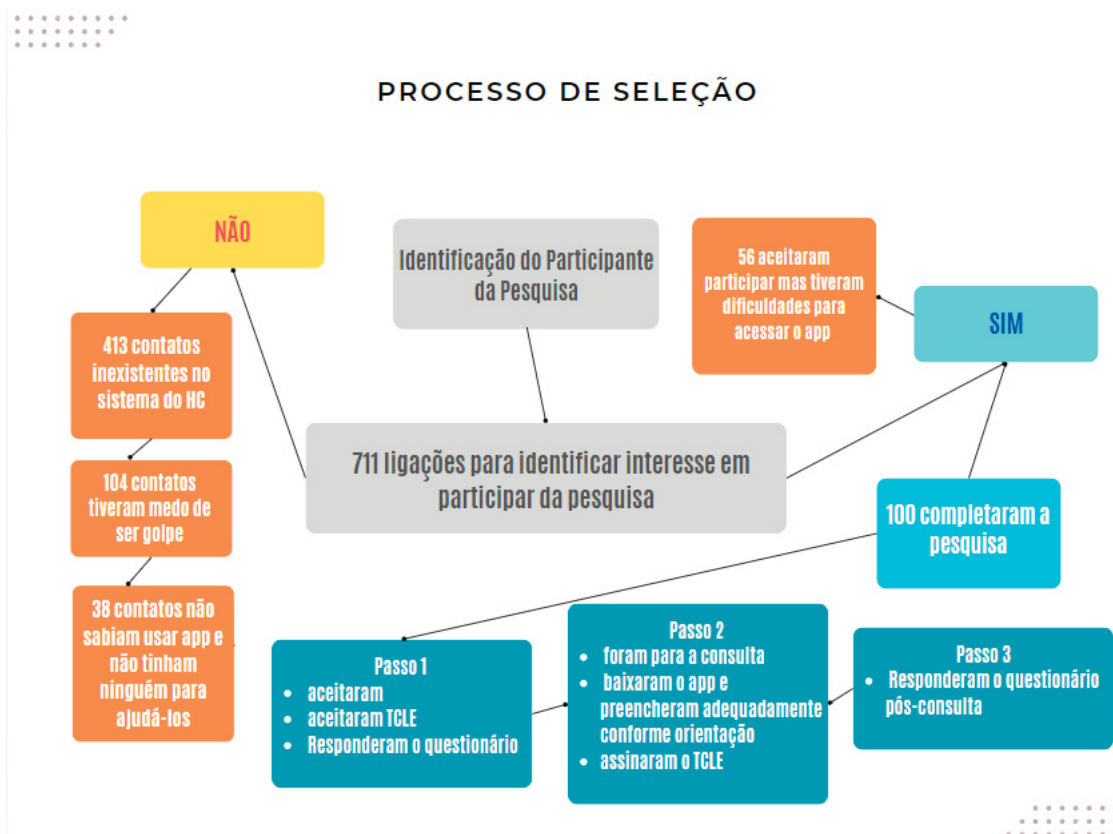 PROCESSO DE SELEÇÃO
NÃO
Identificação do Participante
da Pesquisa
56 aceitaram
participar mas tiveram
dificuldades para
acessar o app
SIM
413 contatos
inexistentes no
sistema do HC
711 ligações para identificar interesse em
participar da pesquisa
104 contatos
tiveram medo de
ser golpe
100 completaram a
pesquisa
38 contatos não
sabiam usar app e
não tinham
ninguém para
ajudá-los
Passo 1
• aceitaram
• aceitaram TCLE
• Responderam o questionário
Passo 2
• foram para a consulta
• baixaram o app e
preencheram adequadamente
conforme orientação
• assinaram o TCLE
Passo 3
• Responderam o questionário
pós-consulta